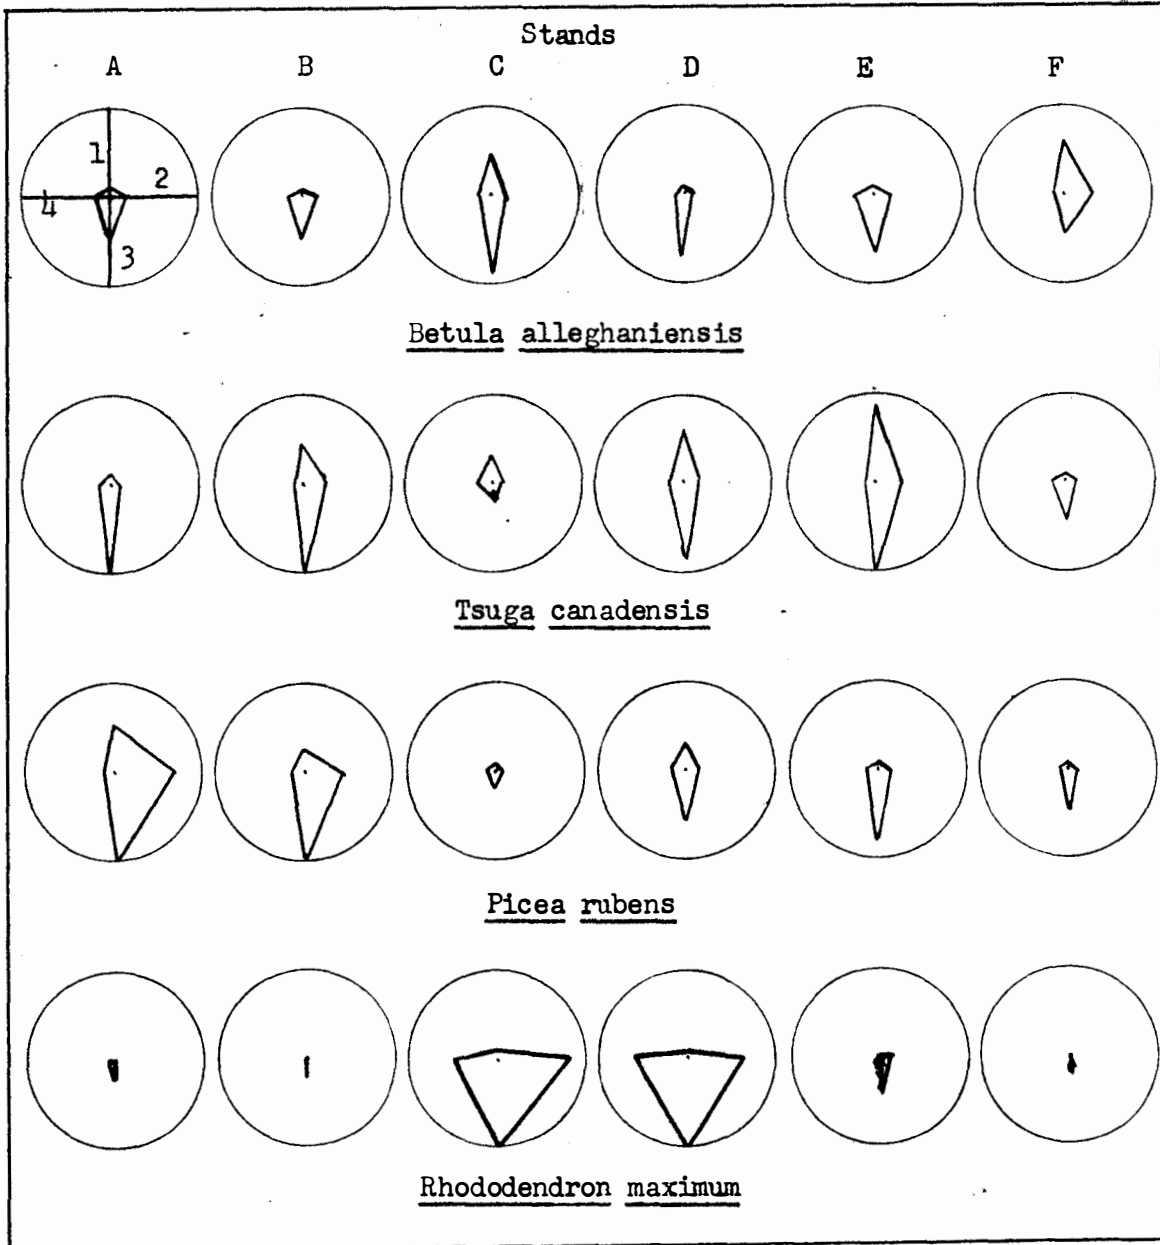 Stands
A B C D E F
1
2
4
3
Betula alleghaniensis
Tsuga canadensis
Picea rubens
Rhododendron maximum